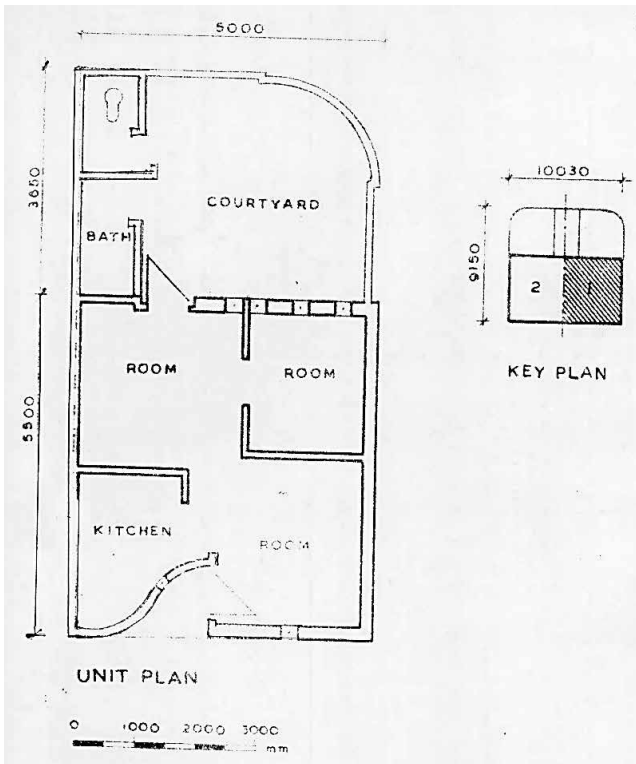 5000
3650
COURTYARD
BATH
10030
9150
2
1
KEY PLAN
ROOM
ROOM
5500
KITCHEN
ROOM
UNIT PLAN
0 1000 2000 3000
mm